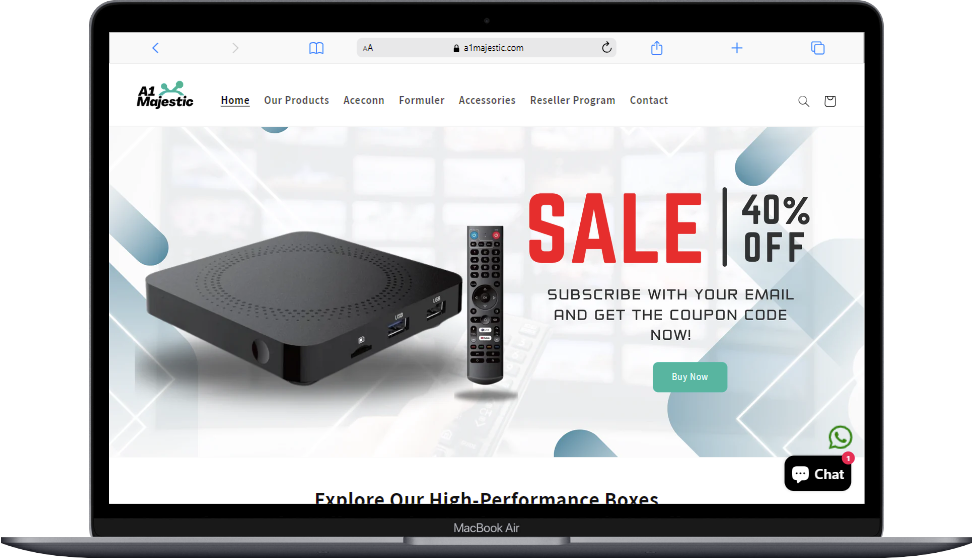 AA
a1majestic.com
A1
Majestic
Home
Our Products
Aceconn
Formuler
Accessories
Reseller Program
Contact
SALE
40%
OFF
SUBSCRIBE WITH YOUR EMAIL
AND GET THE COUPON CODE
NOW!
Buy Now
USB
USB
1
Chat
Explore Our High-Performance Boxes
MacBook Air